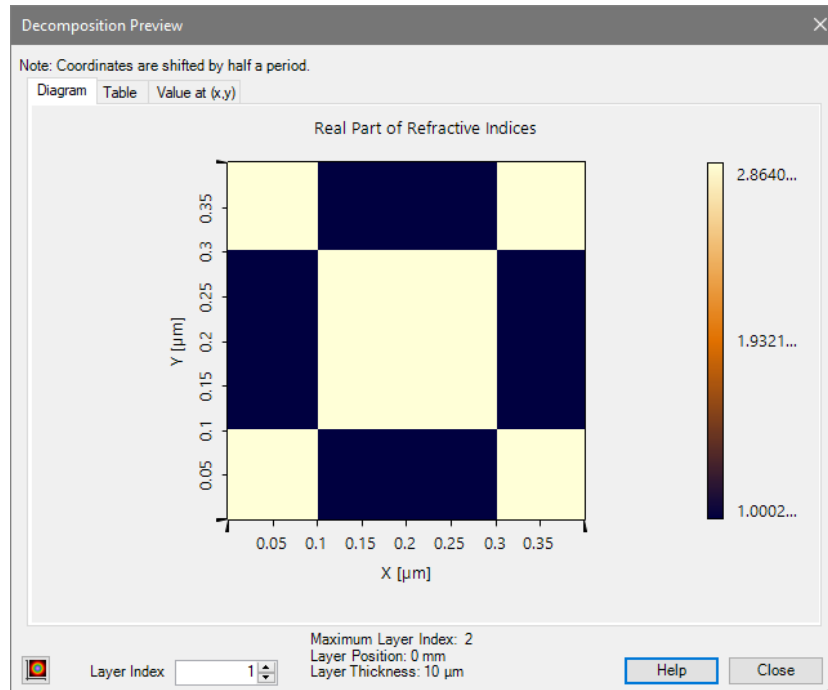 Decomposition Preview
Note: Coordinates are shifted by half a period.
Diagram Table Value at (x,y)
Real Part of Refractive Indices
2.8640...
1.9321...
1.0002...
Y [µm]
0.35
0.3
0.25
0.2
0.15
0.1
0.05
0.05 0.1 0.15 0.2 0.25 0.3 0.35
X [µm]
Maximum Layer Index: 2
Layer Position: 0 mm
Layer Thickness: 10 µm
Layer Index 1
Help Close